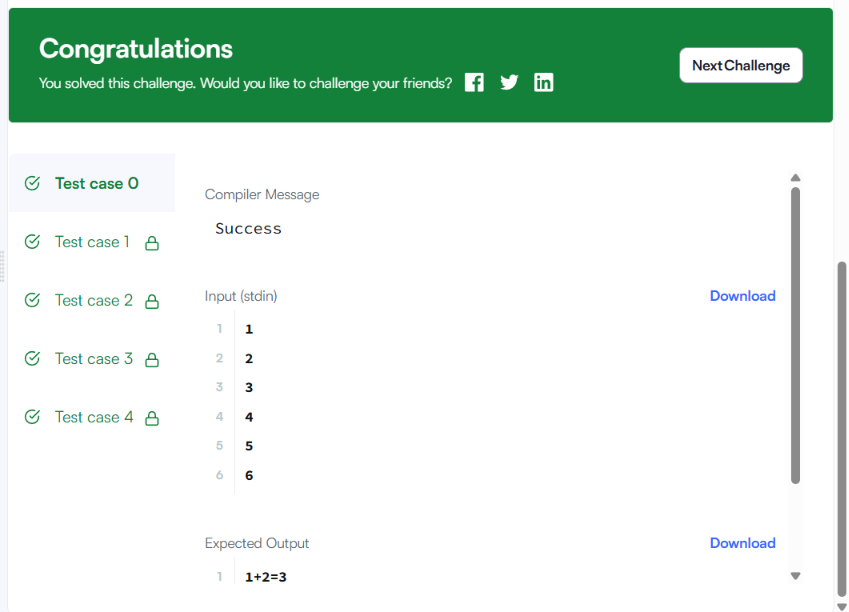 Congratulations
You solved this challenge. Would you like to challenge your friends?
Next Challenge
Test case 0
Test case 1
Test case 2
Test case 3
Test case 4
Compiler Message
Success
Input (stdin)
Download
1 1
2 2
3 3
4 4
5 5
6 6
Expected Output
Download
1 1+2=3